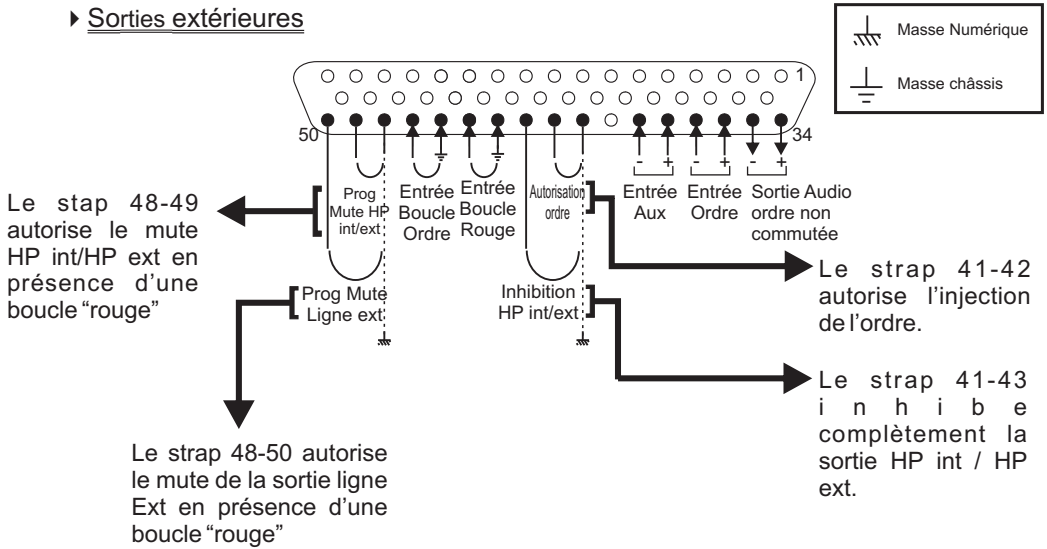 Sorties extérieures
Masse Numérique
Masse châssis
1
50
34
Prog
Mute HP
int/ext
Entrée
Boucle
Ordre
Entrée
Boucle
Rouge
Autorisation
ordre
- +
Entrée
Aux
- +
Entrée
Ordre
- +
Sortie Audio
ordre non
commutée
Le stap 48-49
autorise le mute
HP int/HP ext en
présence d’une
boucle “rouge”
Prog Mute
Ligne ext
Inhibition
HP int/ext
Le strap 41-42
autorise l’injection
de l’ordre.
Le strap 41-43
inhibe
complètement la
sortie HP int / HP
ext.
Le strap 48-50 autorise
le mute de la sortie ligne
Ext en présence d’une
boucle “rouge”